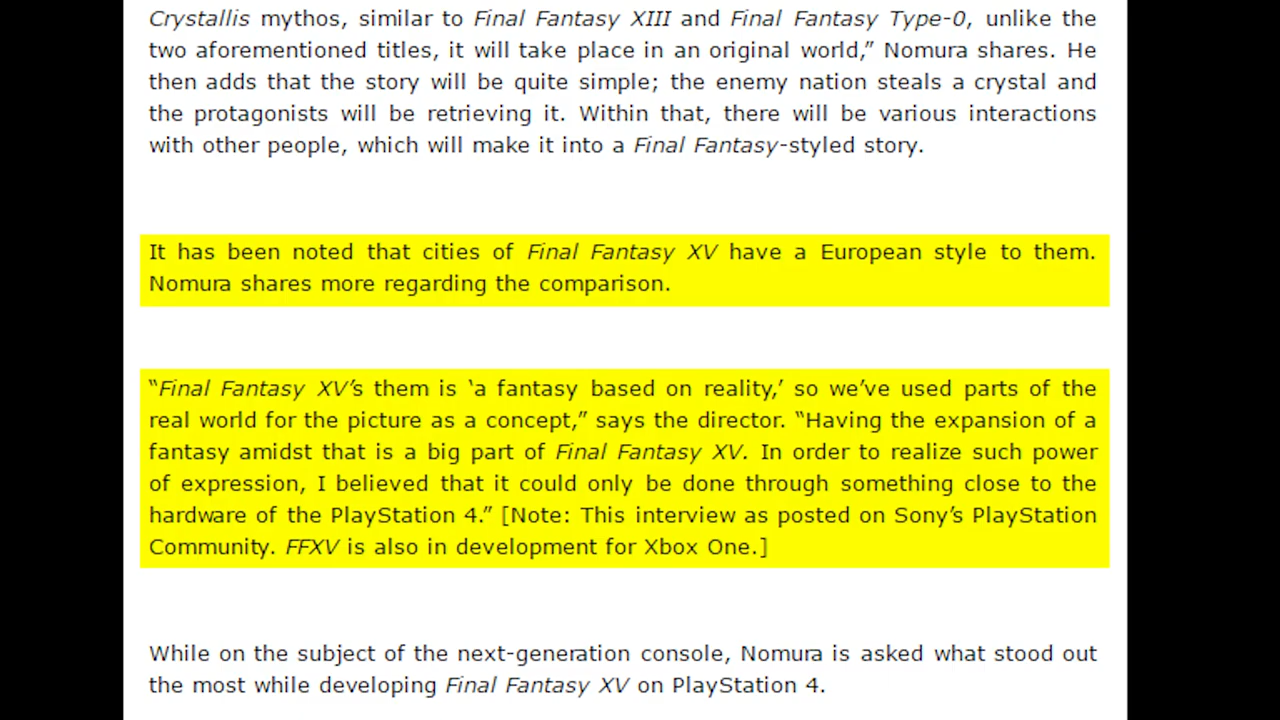 Crystallis mythos, similar to Final Fantasy XIII and Final Fantasy Type-0, unlike the
two aforementioned titles, it will take place in an original world,” Nomura shares. He
then adds that the story will be quite simple; the enemy nation steals a crystal and
the protagonists will be retrieving it. Within that, there will be various interactions
with other people, which will make it into a Final Fantasy-styled story.
It has been noted that cities of Final Fantasy XV have a European style to them.
Nomura shares more regarding the comparison.
“Final Fantasy XV’s them is ‘a fantasy based on reality,’ so we’ve used parts of the
real world for the picture as a concept,” says the director. “Having the expansion of a
fantasy amidst that is a big part of Final Fantasy XV. In order to realize such power
of expression, I believed that it could only be done through something close to the
hardware of the PlayStation 4.” [Note: This interview as posted on Sony’s PlayStation
Community. FFXV is also in development for Xbox One.]
While on the subject of the next-generation console, Nomura is asked what stood out
the most while developing Final Fantasy XV on PlayStation 4.